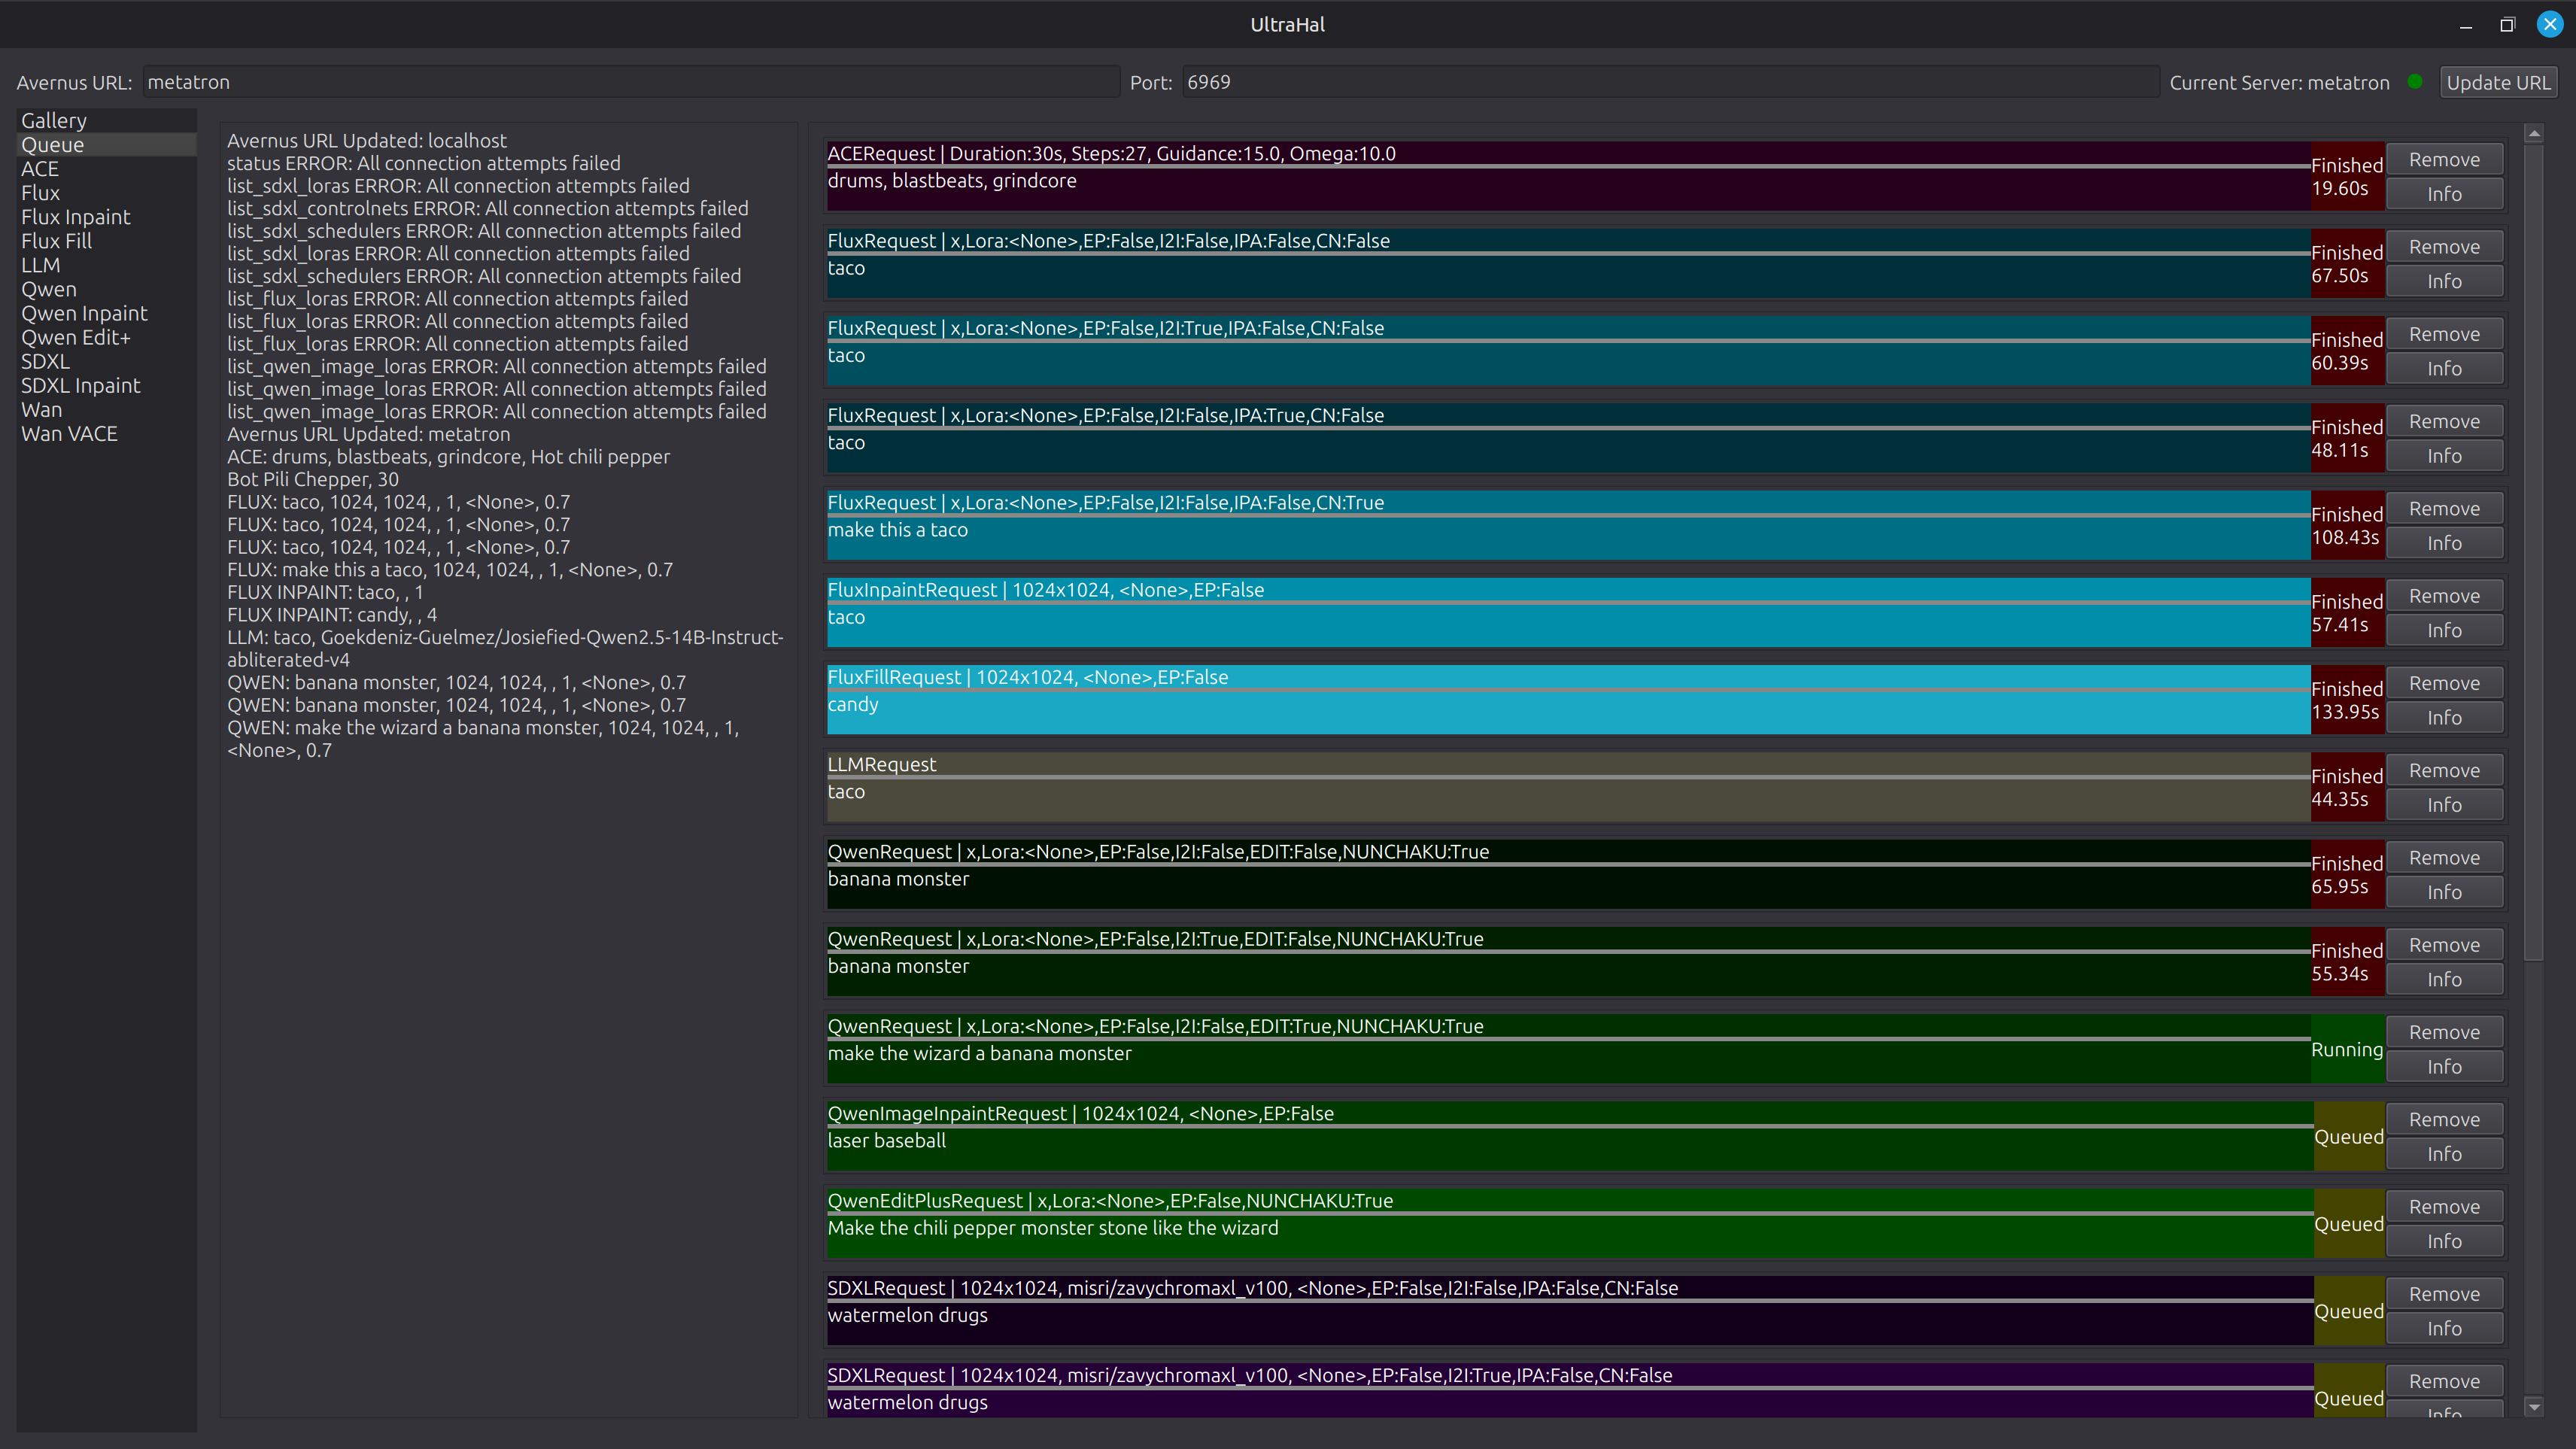 UltraHal
Avernus URL: metatron Port: 6969 Current Server: metatron Update URL
Gallery
Queue
ACE
Flux
Flux Inpaint
Flux Fill
LLM
Qwen
Qwen Inpaint
Qwen Edit+
SDXL
SDXL Inpaint
Wan
Wan VACE
Avernus URL Updated: localhost
status ERROR: All connection attempts failed
list_sdxl_loras ERROR: All connection attempts failed
list_sdxl_controlnets ERROR: All connection attempts failed
list_sdxl_schedulers ERROR: All connection attempts failed
list_sdxl_loras ERROR: All connection attempts failed
list_sdxl_schedulers ERROR: All connection attempts failed
list_flux_loras ERROR: All connection attempts failed
list_flux_loras ERROR: All connection attempts failed
list_flux_loras ERROR: All connection attempts failed
list_qwen_image_loras ERROR: All connection attempts failed
list_qwen_image_loras ERROR: All connection attempts failed
list_qwen_image_loras ERROR: All connection attempts failed
Avernus URL Updated: metatron
ACE: drums, blastbeats, grindcore, Hot chili pepper
Bot Pili Chepper, 30
FLUX: taco, 1024, 1024, , 1, <None>, 0.7
FLUX: taco, 1024, 1024, , 1, <None>, 0.7
FLUX: taco, 1024, 1024, , 1, <None>, 0.7
FLUX: make this a taco, 1024, 1024, , 1, <None>, 0.7
FLUX INPAINT: taco, , 1
FLUX INPAINT: candy, , 4
LLM: taco, Goekdeniz-Guelmez/Josiefied-Qwen2.5-14B-Instruct-
abliterated-v4
QWEN: banana monster, 1024, 1024, , 1, <None>, 0.7
QWEN: banana monster, 1024, 1024, , 1, <None>, 0.7
QWEN: make the wizard a banana monster, 1024, 1024, , 1,
<None>, 0.7
ACERequest | Duration:30s, Steps:27, Guidance:15.0, Omega:10.0
drums, blastbeats, grindcore
Finished
19.60s
Remove
Info
FluxRequest | x,Lora:<None>,EP:False,I2I:False,IPA:False,CN:False
taco
Finished
67.50s
Remove
Info
FluxRequest | x,Lora:<None>,EP:False,I2I:True,IPA:False,CN:False
taco
Finished
60.39s
Remove
Info
FluxRequest | x,Lora:<None>,EP:False,I2I:False,IPA:True,CN:False
taco
Finished
48.11s
Remove
Info
FluxRequest | x,Lora:<None>,EP:False,I2I:False,IPA:False,CN:True
make this a taco
Finished
108.43s
Remove
Info
FluxInpaintRequest | 1024x1024, <None>,EP:False
taco
Finished
57.41s
Remove
Info
FluxFillRequest | 1024x1024, <None>,EP:False
candy
Finished
133.95s
Remove
Info
LLMRequest
taco
Finished
44.35s
Remove
Info
QwenRequest | x,Lora:<None>,EP:False,I2I:False,EDIT:False,NUNCHAKU:True
banana monster
Finished
65.95s
Remove
Info
QwenRequest | x,Lora:<None>,EP:False,I2I:True,EDIT:False,NUNCHAKU:True
banana monster
Finished
55.34s
Remove
Info
QwenRequest | x,Lora:<None>,EP:False,I2I:False,EDIT:True,NUNCHAKU:True
make the wizard a banana monster
Running
Remove
Info
QwenImageInpaintRequest | 1024x1024, <None>,EP:False
laser baseball
Queued
Remove
Info
QwenEditPlusRequest | x,Lora:<None>,EP:False,NUNCHAKU:True
Make the chili pepper monster stone like the wizard
Queued
Remove
Info
SDXLRequest | 1024x1024, misri/zavychromaxl_v100, <None>,EP:False,I2I:False,IPA:False,CN:False
watermelon drugs
Queued
Remove
Info
SDXLRequest | 1024x1024, misri/zavychromaxl_v100, <None>,EP:False,I2I:True,IPA:False,CN:False
watermelon drugs
Queued
Remove
Info